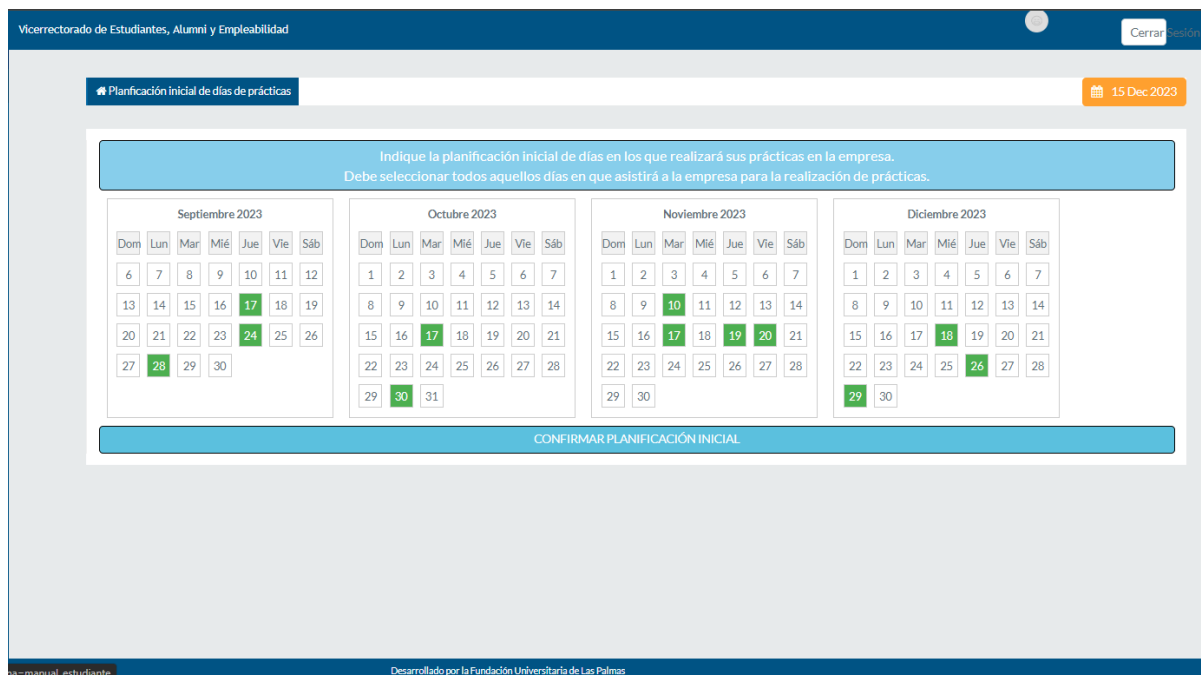 Vicerrectorado de Estudiantes, Alumni y Empleabilidad
Cerrar Sesión
Planficación inicial de días de prácticas
15 Dec 2023
Indique la planificación inicial de días en los que realizará sus prácticas en la empresa.
Debe seleccionar todos aquellos días en que asistirá a la empresa para la realización de prácticas.
Septiembre 2023
Dom Lun Mar Mié Jue Vie Sáb
6 7 8 9 10 11 12
13 14 15 16 17 18 19
20 21 22 23 24 25 26
27 28 29 30
Octubre 2023
Dom Lun Mar Mié Jue Vie Sáb
1 2 3 4 5 6 7
8 9 10 11 12 13 14
15 16 17 18 19 20 21
22 23 24 25 26 27 28
29 30 31
Noviembre 2023
Dom Lun Mar Mié Jue Vie Sáb
1 2 3 4 5 6 7
8 9 10 11 12 13 14
15 16 17 18 19 20 21
22 23 24 25 26 27 28
29 30
Diciembre 2023
Dom Lun Mar Mié Jue Vie Sáb
1 2 3 4 5 6 7
8 9 10 11 12 13 14
15 16 17 18 19 20 21
22 23 24 25 26 27 28
29 30
CONFIRMAR PLANIFICACIÓN INICIAL
na=manual_estudiante
Desarrollado por la Fundación Universitaria de Las Palmas